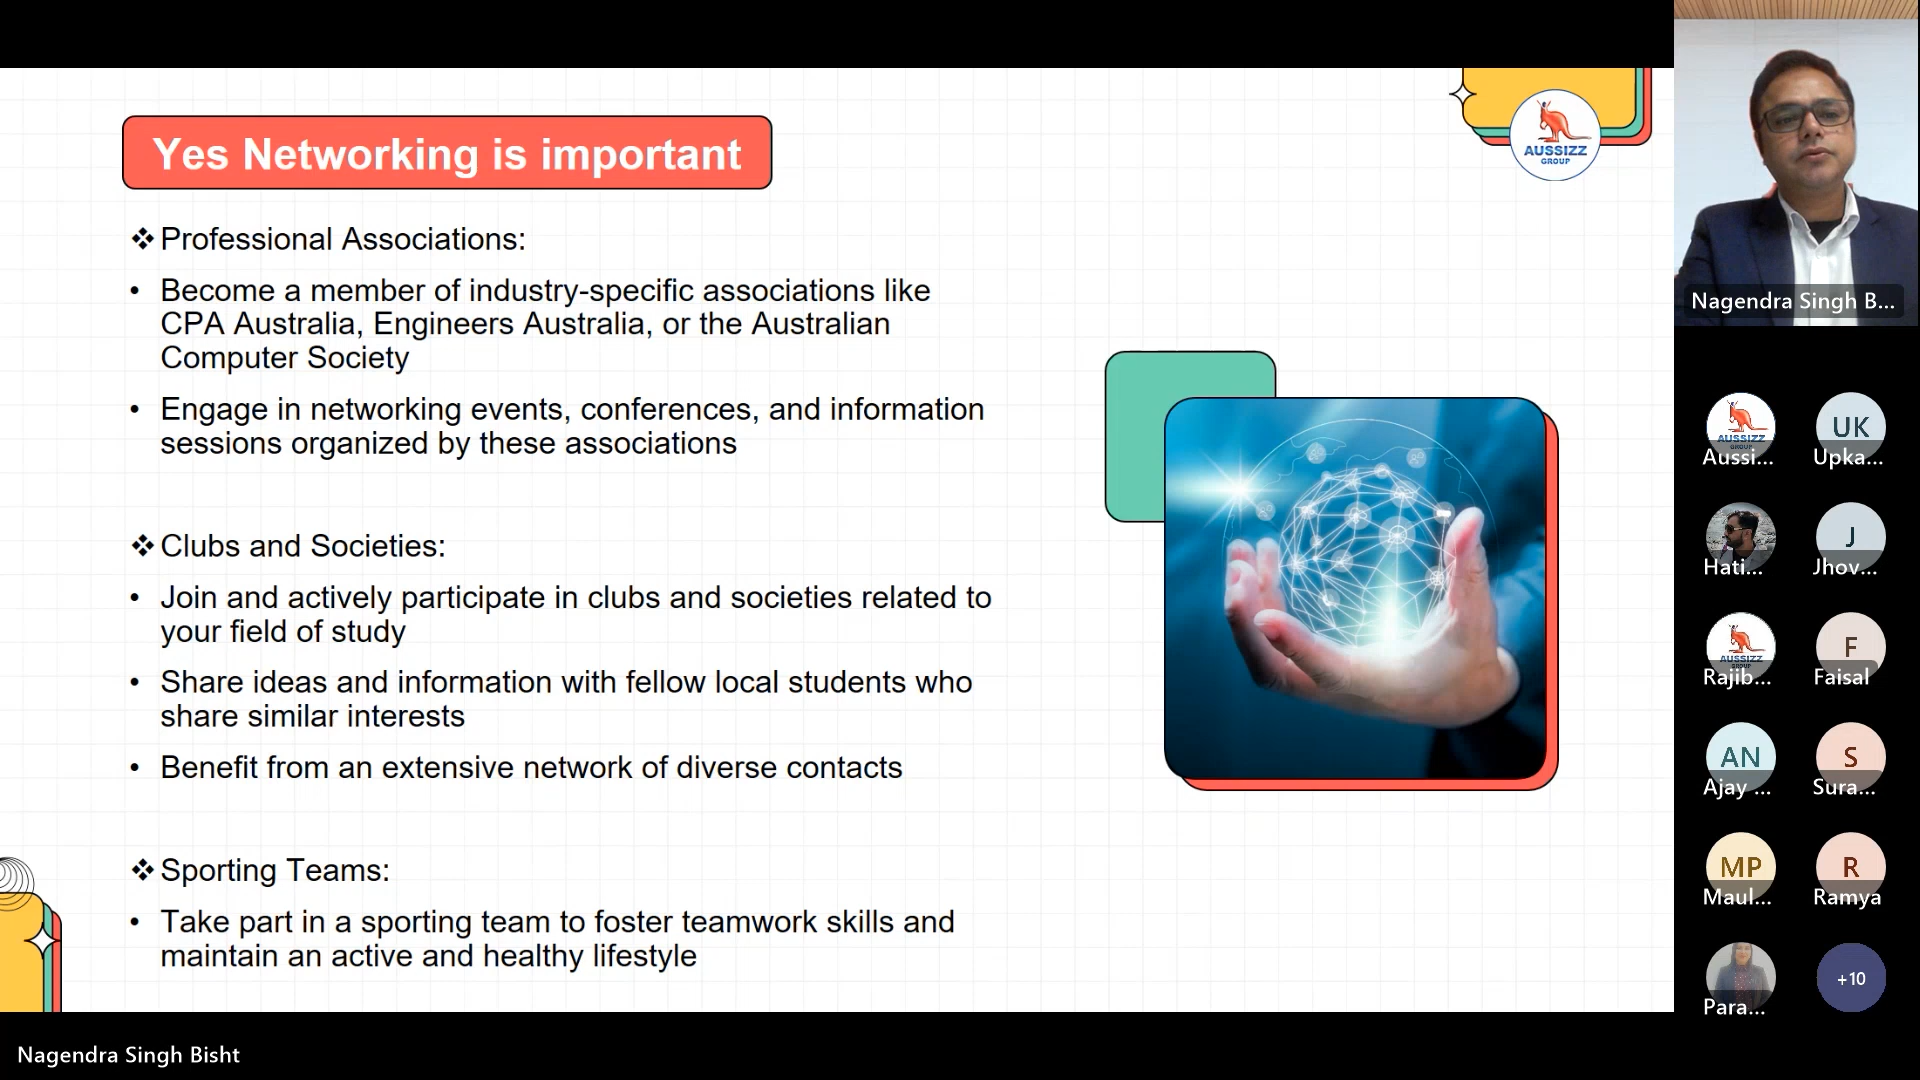 Yes Networking is important
AUSSIZZ
GROUP
❖ Professional Associations:
• Become a member of industry-specific associations like
CPA Australia, Engineers Australia, or the Australian
Computer Society
• Engage in networking events, conferences, and information
sessions organized by these associations
❖ Clubs and Societies:
• Join and actively participate in clubs and societies related to
your field of study
• Share ideas and information with fellow local students who
share similar interests
• Benefit from an extensive network of diverse contacts
❖ Sporting Teams:
• Take part in a sporting team to foster teamwork skills and
maintain an active and healthy lifestyle
Nagendra Singh B...
AUSSIZZ
Aussi...
UK
Upka...
Hati...
J
Jhov...
AUSSIZZ
Rajib...
F
Faisal
AN
Ajay ...
S
Sura...
MP
Maul...
R
Ramya
Para...
+10
Nagendra Singh Bisht